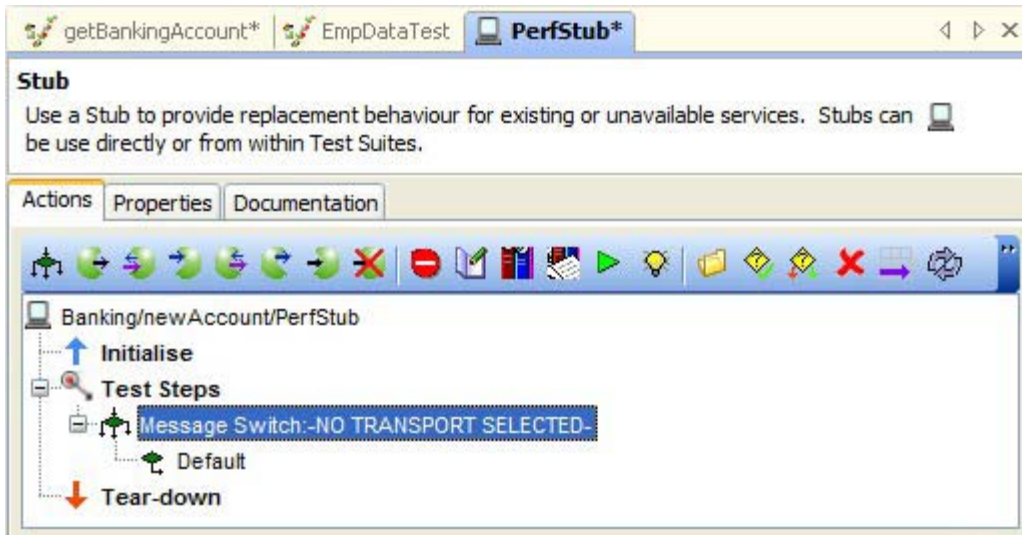 getBankingAccount* EmpDataTest PerfStub*
Stub
Use a Stub to provide replacement behaviour for existing or unavailable services. Stubs can
be use directly or from within Test Suites.
Actions Properties Documentation
Banking/newAccount/PerfStub
Initialise
Test Steps
Message Switch:-NO TRANSPORT SELECTED-
Default
Tear-down